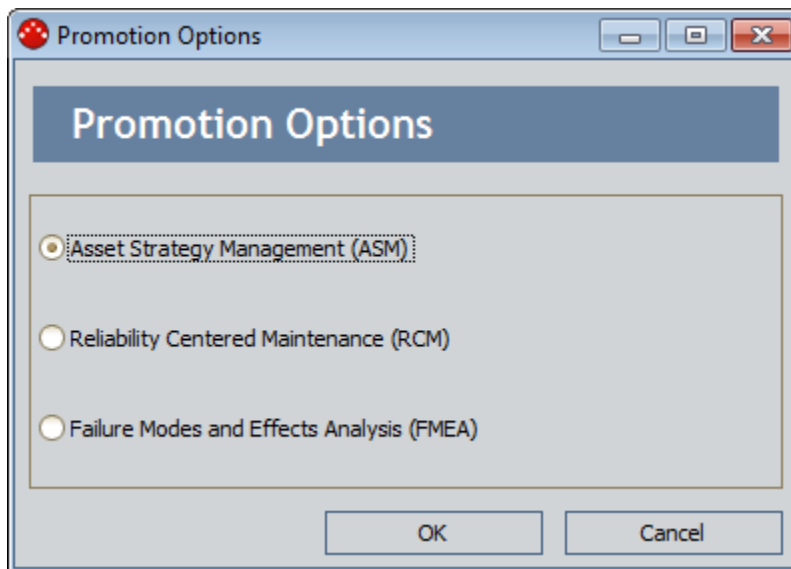 Promotion Options
Promotion Options
Asset Strategy Management (ASM)
Reliability Centered Maintenance (RCM)
Failure Modes and Effects Analysis (FMEA)
OK
Cancel